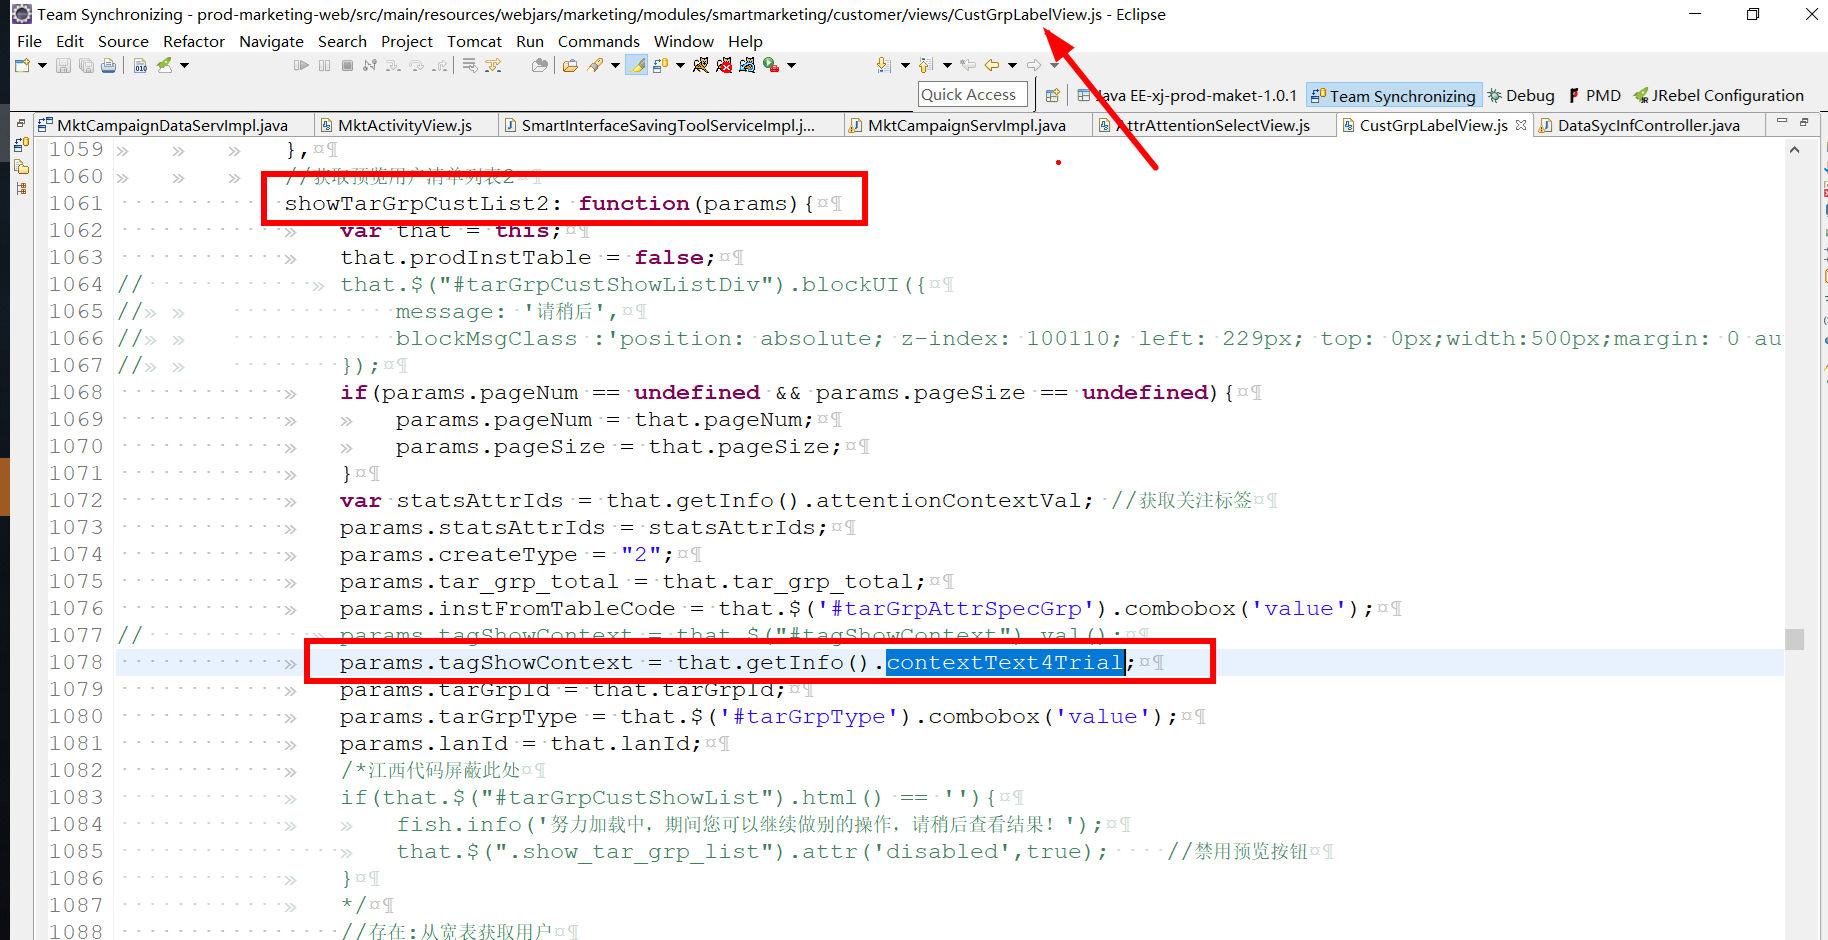 Team Synchronizing - prod-marketing-web/src/main/resources/webjars/marketing/modules/smartmarketing/customer/views/CustGrpLabelView.js - Eclipse
File Edit Source Refactor Navigate Search Project Tomcat Run Commands Window Help
Quick Access
Java EE-xj-prod-maket-1.0.1 Team Synchronizing Debug PMD JRebel Configuration
MktCampaignDataServImpl.java MktActivityView.js SmartInterfaceSavingToolServiceImpl.j... MktCampaignServImpl.java AttrAttentionSelectView.js CustGrpLabelView.js DataSycInfController.java
1059 },
1060 //获取预览用户清单列表2
1061 showTarGrpCustList2: function(params){
1062 var that = this;
1063 that.prodInstTable = false;
1064 // that.$("#tarGrpCustShowListDiv").blockUI({
1065 // message: '请稍后',
1066 // blockMsgClass :'position: absolute; z-index: 100110; left: 229px; top: 0px;width:500px;margin: 0 au
1067 // });
1068 if(params.pageNum == undefined && params.pageSize == undefined){
1069 params.pageNum = that.pageNum;
1070 params.pageSize = that.pageSize;
1071 }
1072 var statsAttrIds = that.getInfo().attentionContextVal; //获取关注标签
1073 params.statsAttrIds = statsAttrIds;
1074 params.createType = "2";
1075 params.tar_grp_total = that.tar_grp_total;
1076 params.instFromTableCode = that.$('#tarGrpAttrSpecGrp').combobox('value');
1077 // params.tagShowContext = that.$("#tagShowContext").val();
1078 params.tagShowContext = that.getInfo().contextText4Trial;
1079 params.tarGrpId = that.tarGrpId;
1080 params.tarGrpType = that.$('#tarGrpType').combobox('value');
1081 params.lanId = that.lanId;
1082 /*江西代码屏蔽此处
1083 if(that.$("#tarGrpCustShowList").html() == ''){
1084 fish.info('努力加载中，期间您可以继续做别的操作，请稍后查看结果！');
1085 that.$(".show_tar_grp_list").attr('disabled',true); //禁用预览按钮
1086 }
1087 */
1088 //存在:从宽表获取用户